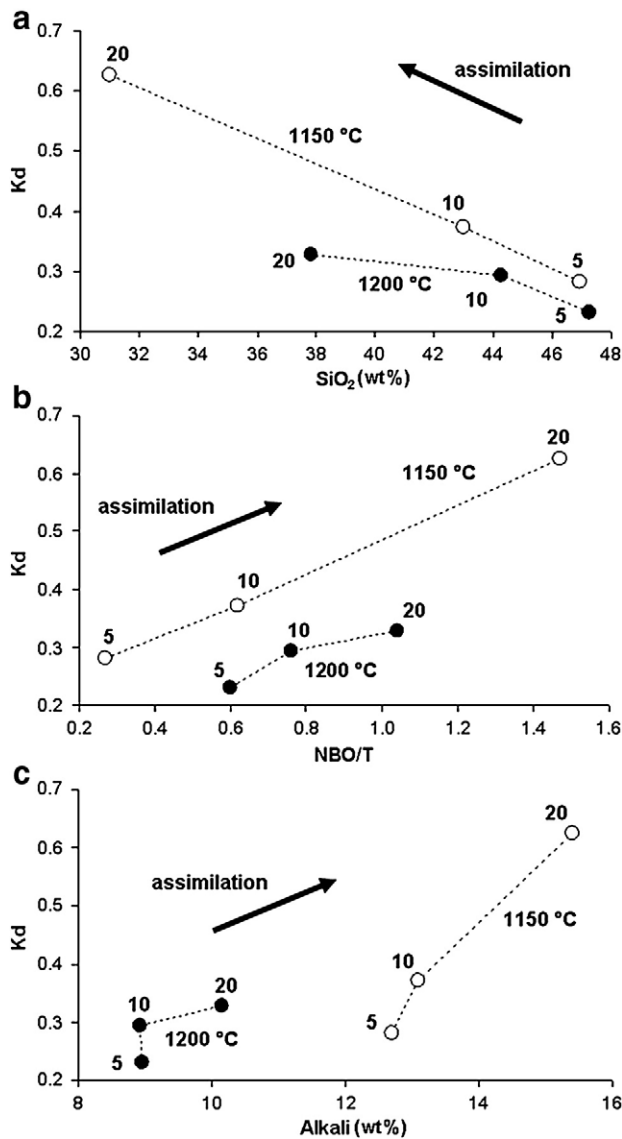 a
0.7
20
assimilation
0.6
1150 °C
0.5
Kd
10
0.4
5
0.3
20
1200 °C
10
5
0.2
30 32 34 36 38 40 42 44 46 48
SiO₂ (wt%)
b
0.7
20
1150 °C
0.6
assimilation
0.5
Kd
10
0.4
5
20
10
0.3
5
1200 °C
0.2
0.2 0.4 0.6 0.8 1.0 1.2 1.4 1.6
NBO/T
c
0.7
20
0.6
assimilation
0.5
1150 °C
Kd
0.4
10
10
20
5
0.3
1200 °C
5
0.2
8 10 12 14 16
Alkali (wt%)